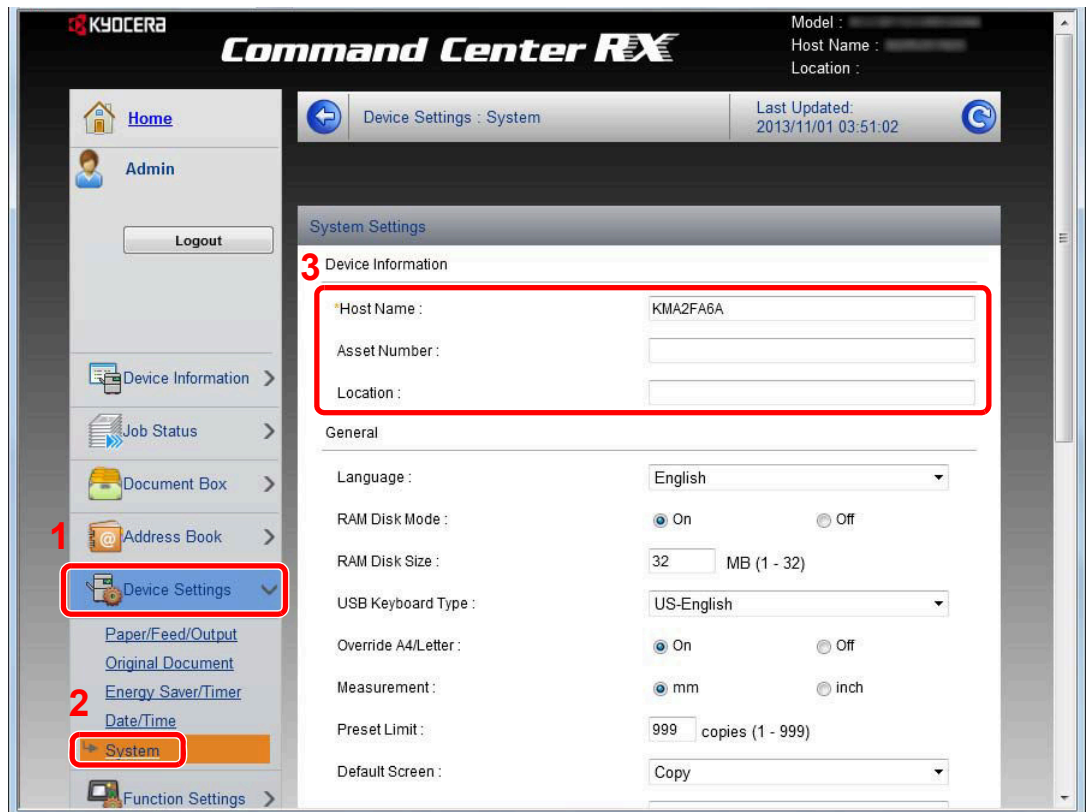 KYOCERA
Command Center RX
Model :
Host Name :
Location :
Home
Device Settings : System
Last Updated:
2013/11/01 03:51:02
Admin
Logout
System Settings
3 Device Information
*Host Name : KMA2FA6A
Asset Number :
Location :
General
Language : English
RAM Disk Mode : On Off
RAM Disk Size : 32 MB (1 - 32)
USB Keyboard Type : US-English
Override A4/Letter : On Off
Measurement : mm inch
Preset Limit : 999 copies (1 - 999)
Default Screen : Copy
Device Information
Job Status
Document Box
Address Book
1
Device Settings
Paper/Feed/Output
Original Document
Energy Saver/Timer
2
Date/Time
System
Function Settings